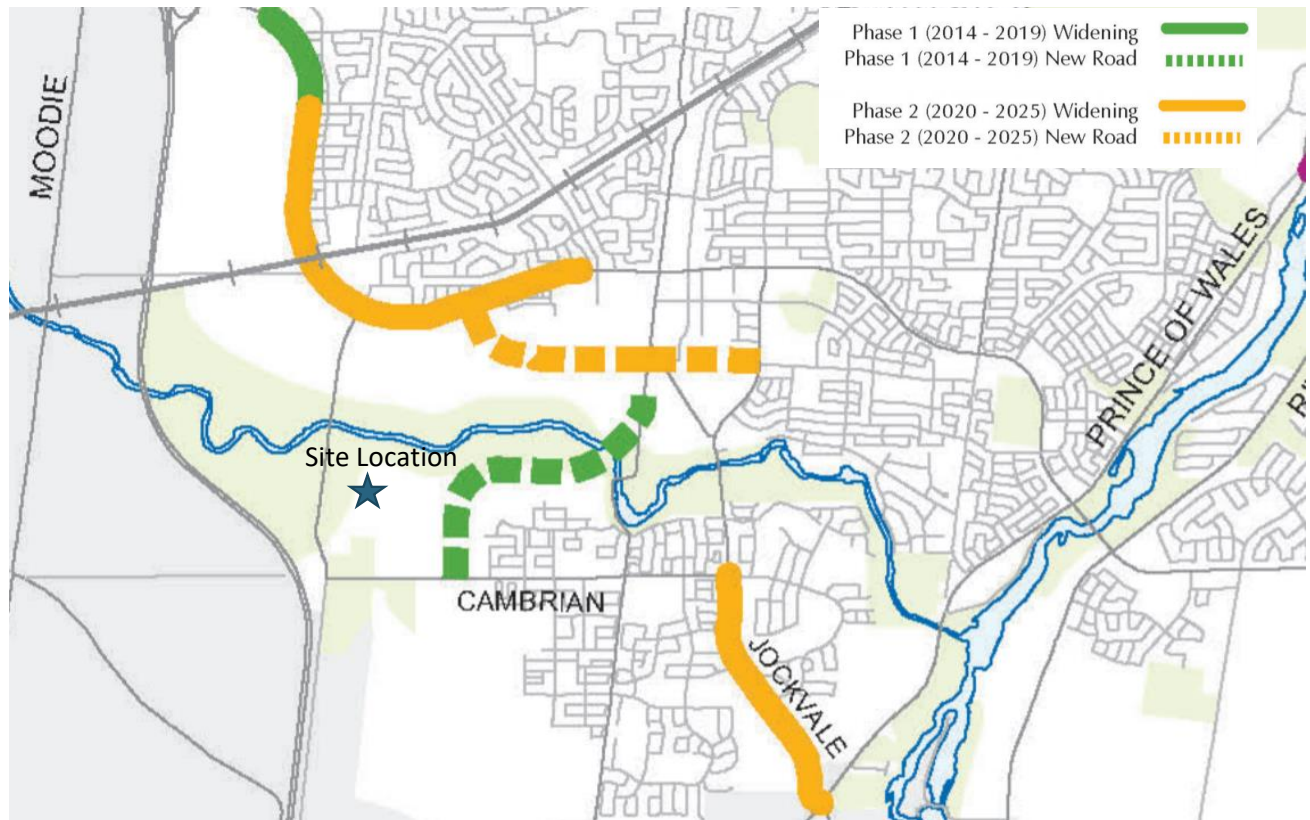 Phase 1 (2014 - 2019) Widening
Phase 1 (2014 - 2019) New Road
Phase 2 (2020 - 2025) Widening
Phase 2 (2020 - 2025) New Road
MOODIE
PRINCE OF WALES
Site Location
CAMBRIAN
JOCKVALE